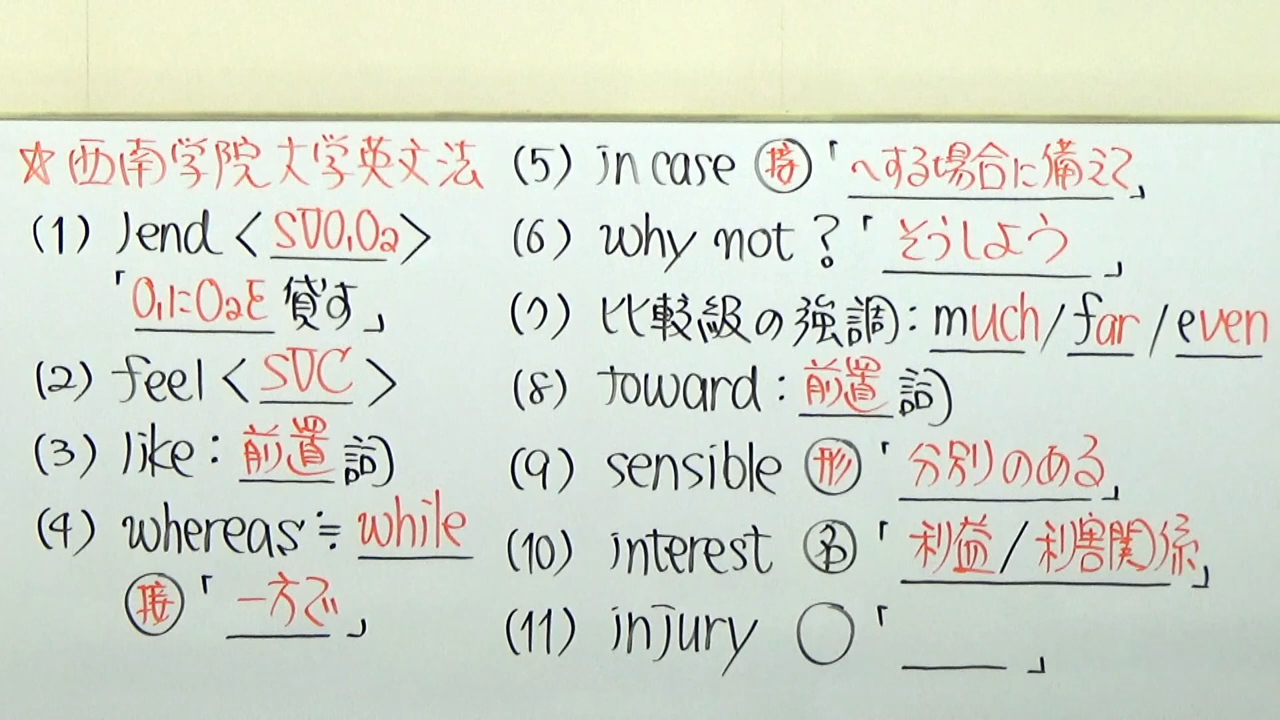 ☆西南学院大学英文法
(1) lend <SVO₁O₂>
「O₁にO₂を貸す」
(2) feel <SVC>
(3) like：前置詞
(4) whereas ≒ while
接「一方で」
(5) in case 接「〜する場合に備えて」
(6) why not?「そうしよう」
(7) 比較級の強調：much/far/even
(8) toward：前置詞
(9) sensible 形「分別のある」
(10) interest 名「利益/利害関係」
(11) injury ○「＿＿」